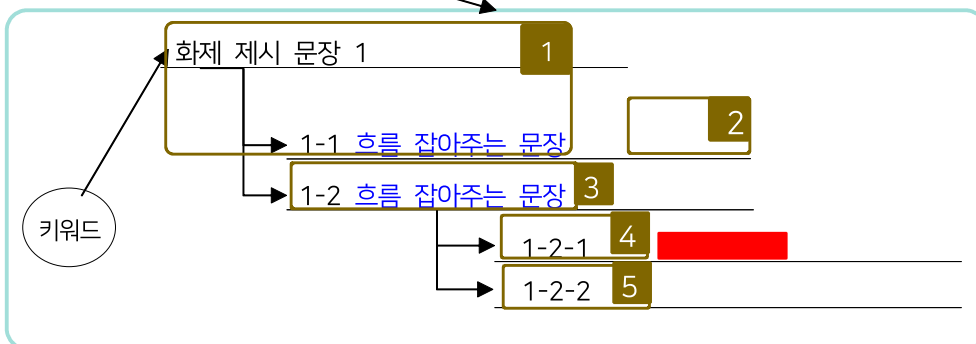 화제 제시 문장 1 1
2
1-1 흐름 잡아주는 문장
1-2 흐름 잡아주는 문장 3
키워드
1-2-1 4
1-2-2 5